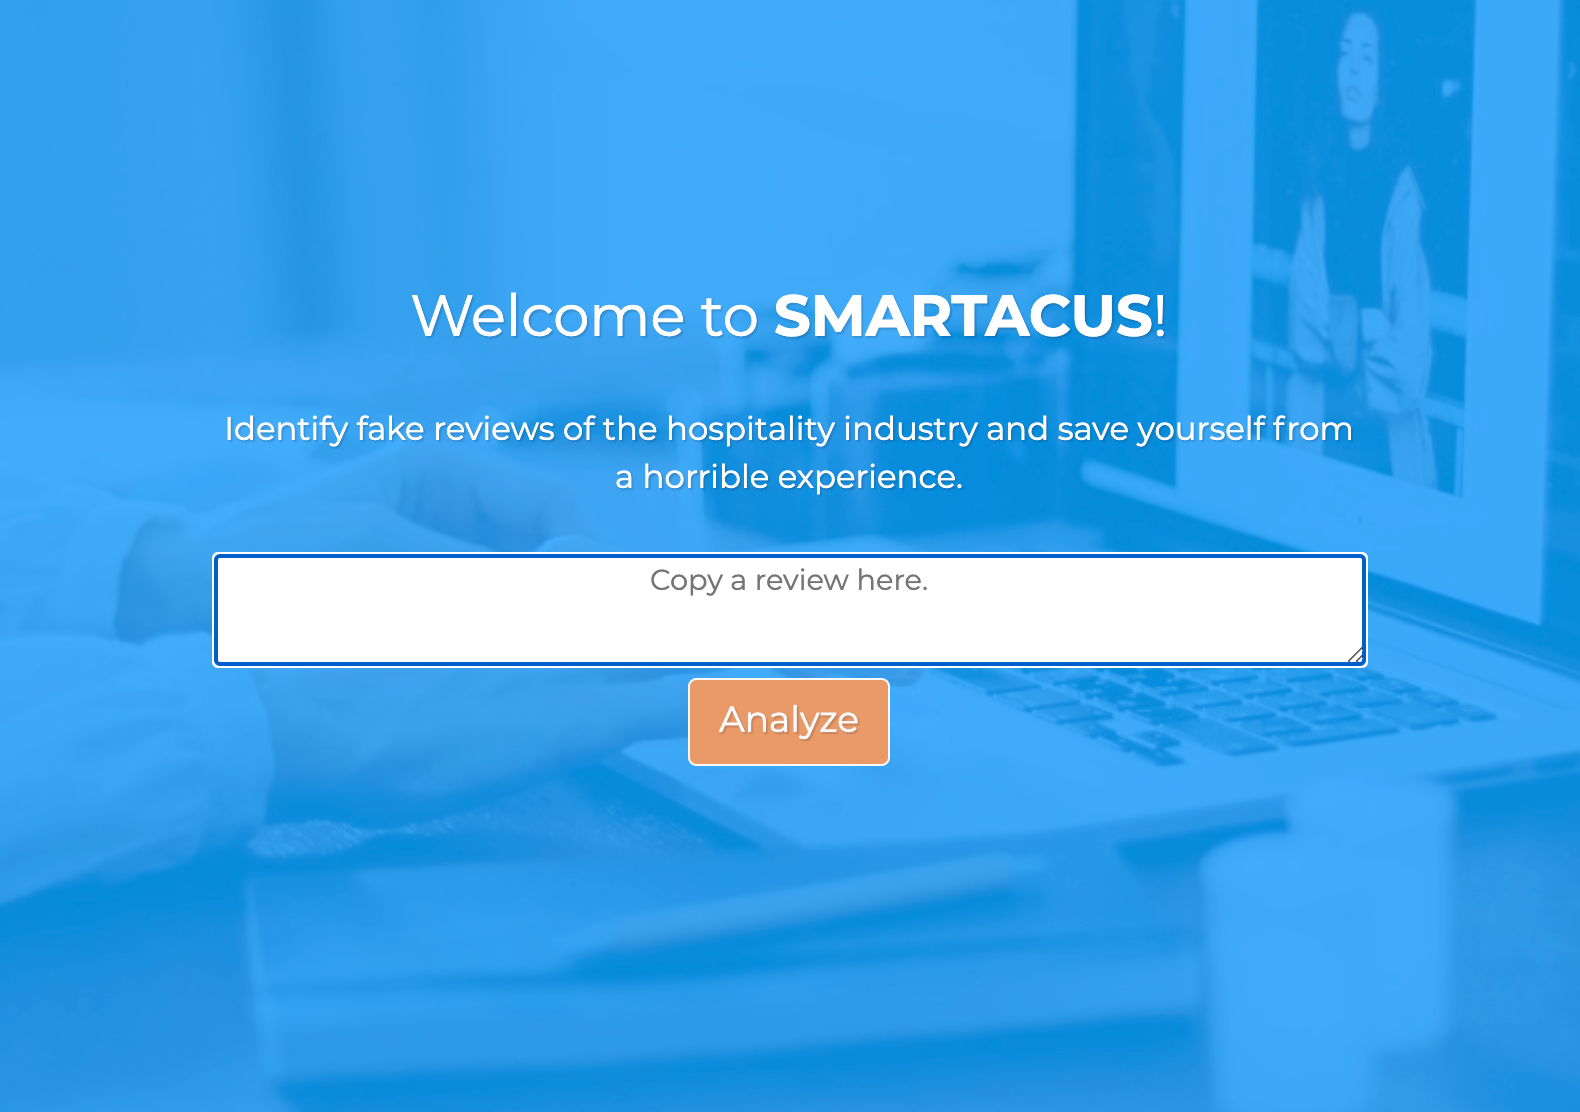 Welcome to SMARTACUS!
Identify fake reviews of the hospitality industry and save yourself from
a horrible experience.
Copy a review here.
Analyze